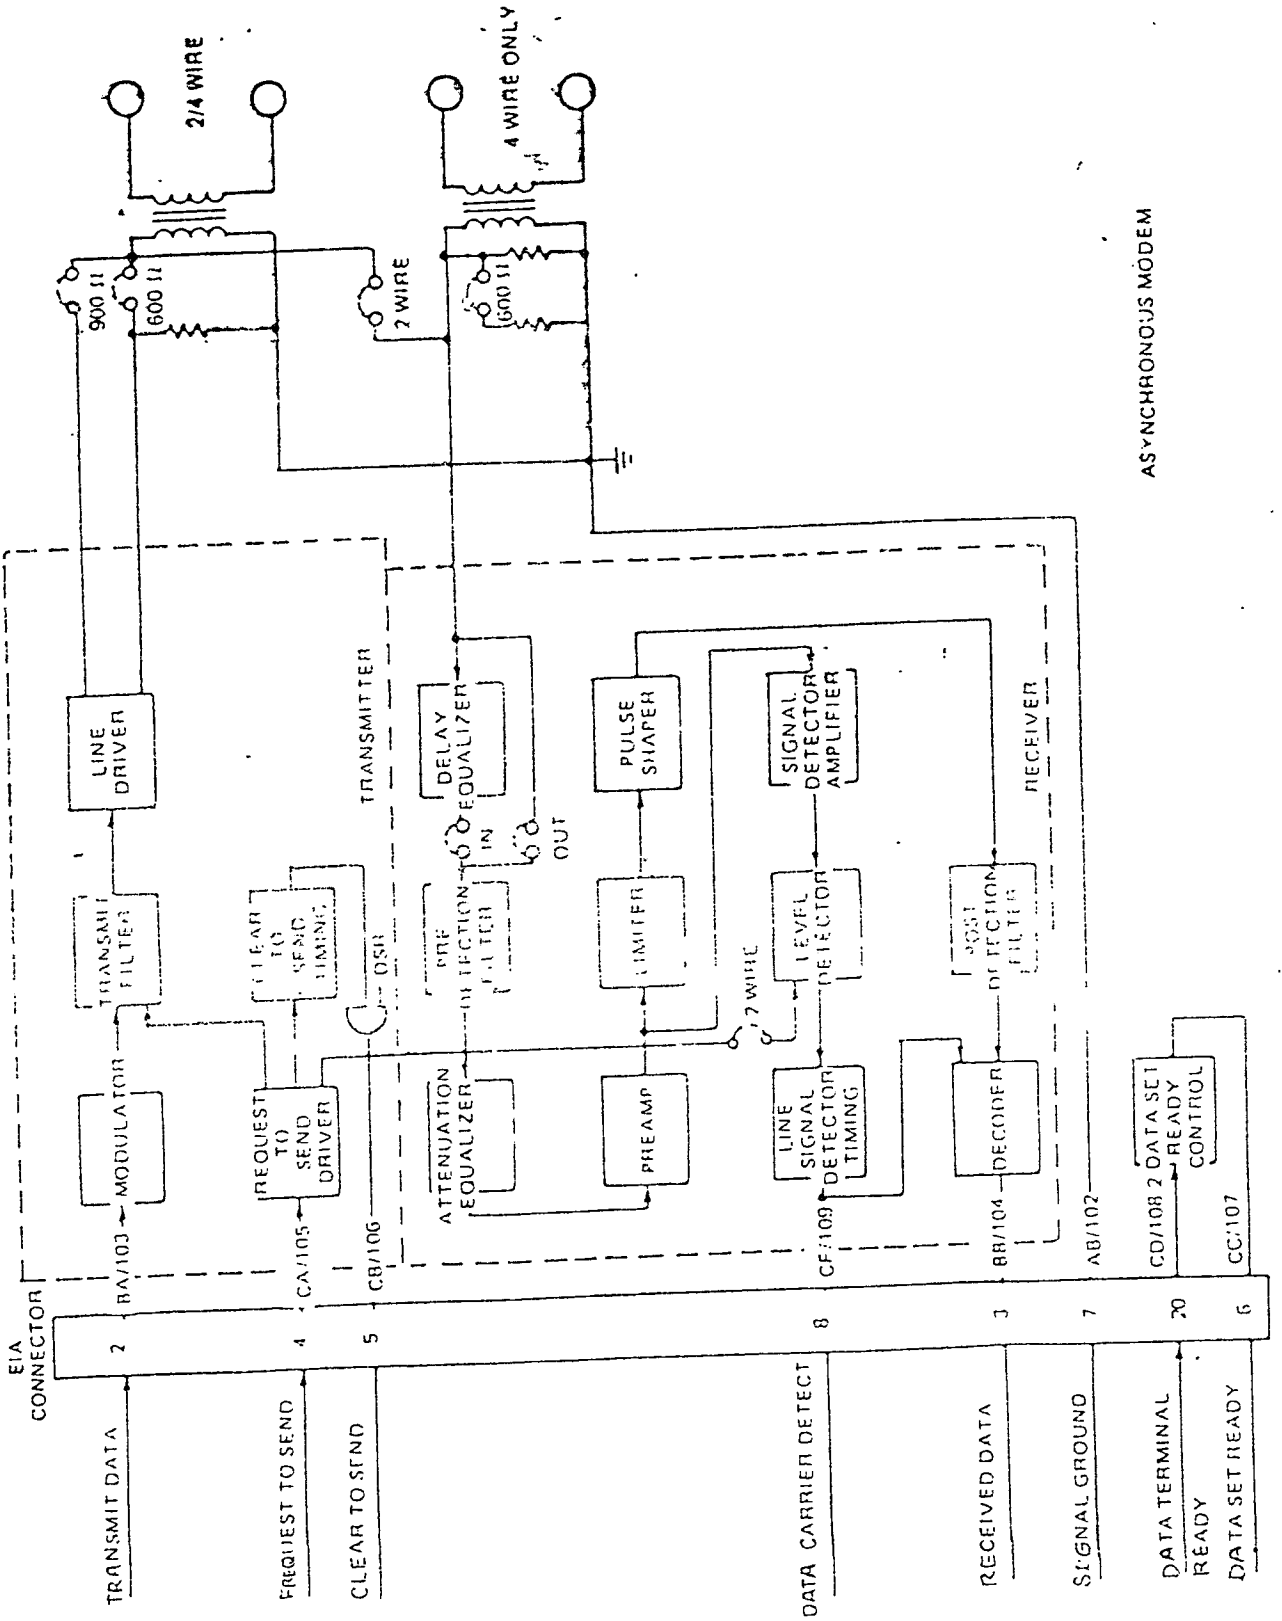 EIA
CONNECTOR
TRANSMIT DATA
2
BA/103
MODULATOR
TRANSMIT
FILTER
LINE
DRIVER
900 Ω
600 Ω
2/4 WIRE
REQUEST TO SEND
4
CA/105
REQUEST
TO
SEND
DRIVER
CLEAR
TO
SEND
TIMING
CLEAR TO SEND
5
CB/106
DSR
TRANSMITTER
2 WIRE
ATTENUATION
EQUALIZER
PRE
DETECTION
FILTER
IN
OUT
DELAY
EQUALIZER
600 Ω
4 WIRE ONLY
PREAMP
LIMITER
PULSE
SHAPER
2 WIRE
DATA CARRIER DETECT
8
CF/109
LINE
SIGNAL
DETECTOR
TIMING
LEVEL
DETECTOR
SIGNAL
DETECTOR
AMPLIFIER
RECEIVED DATA
3
BB/104
DECODER
POST
DETECTION
FILTER
RECEIVER
SIGNAL GROUND
7
AB/102
DATA TERMINAL
READY
20
CD/108 2
DATA SET
READY
CONTROL
DATA SET READY
6
CC/107
ASYNCHRONOUS MODEM